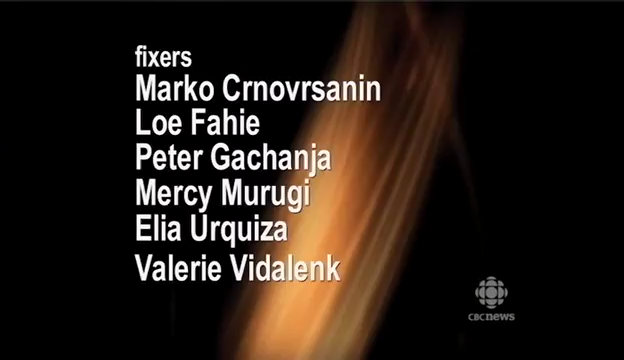 fixers
Marko Crnovrsanin
Loe Fahie
Peter Gachanja
Mercy Murugi
Elia Urquiza
Valerie Vidalenk
CBCnews